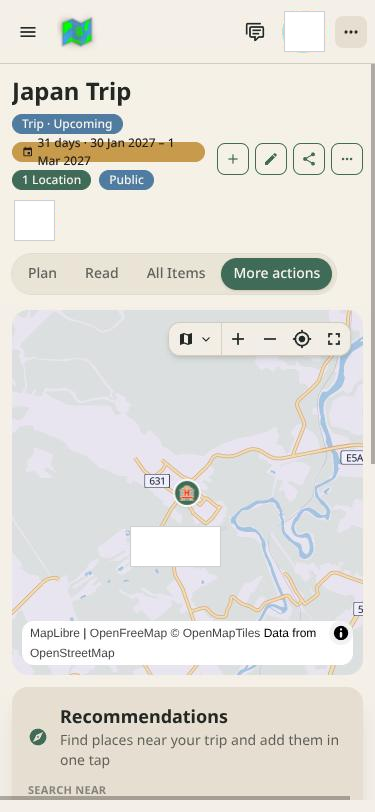 Japan Trip
Trip · Upcoming
31 days · 30 Jan 2027 – 1
Mar 2027
1 Location
Public
Plan
Read
All Items
More actions
631
E5A
5
MapLibre | OpenFreeMap © OpenMapTiles Data from
OpenStreetMap
Recommendations
Find places near your trip and add them in
one tap
SEARCH NEAR